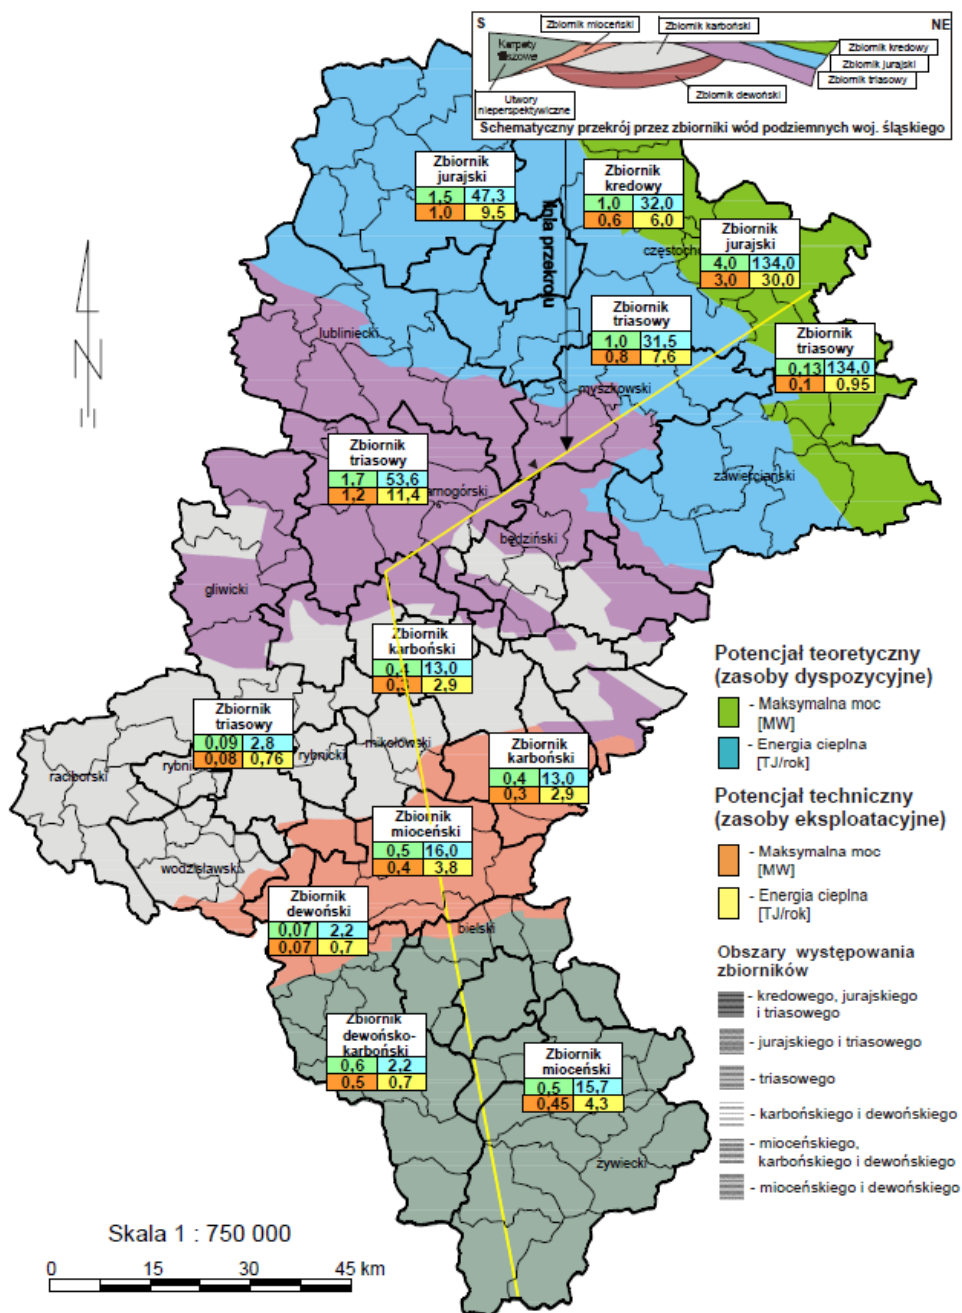 S
NE
Zbiornik mioceński
Zbiornik karboński
Karpaty
fliszowe
Zbiornik kredowy
Zbiornik jurajski
Zbiornik triasowy
Zbiornik dewoński
Utwory
nieperspektywiczne
Schematyczny przekrój przez zbiorniki wód podziemnych woj. śląskiego
Zbiornik
jurajski
1,5 47,3
1,0 9,5
Zbiornik
kredowy
1,0 32,0
0,6 6,0
linia przekroju
częstocho
Zbiornik
jurajski
4,0 134,0
3,0 30,0
Zbiornik
triasowy
1,0 31,5
0,8 7,6
Zbiornik
triasowy
0,13 134,0
0,1 0,95
lubliniecki
myszkowski
N
Zbiornik
triasowy
1,7 53,6
1,2 11,4
arnogórski
zawierciański
będziński
gliwicki
Zbiornik
karboński
0,4 13,0
0,3 2,9
Zbiornik
triasowy
0,09 2,8
0,08 0,76
raciborski
rybni
rybnicki
mikołowski
Zbiornik
karboński
0,4 13,0
0,3 2,9
Zbiornik
mioceński
0,5 16,0
0,4 3,8
wodzisławski
Zbiornik
dewoński
0,07 2,2
0,07 0,7
bielski
Zbiornik
dewońsko-
karboński
0,6 2,2
0,5 0,7
Zbiornik
mioceński
0,5 15,7
0,45 4,3
żywiecki
Potencjał teoretyczny
(zasoby dyspozycyjne)
- Maksymalna moc
[MW]
- Energia cieplna
[TJ/rok]
Potencjał techniczny
(zasoby eksploatacyjne)
- Maksymalna moc
[MW]
- Energia cieplna
[TJ/rok]
Obszary występowania
zbiorników
- kredowego, jurajskiego
i triasowego
- jurajskiego i triasowego
- triasowego
- karbońskiego i dewońskiego
- mioceńskiego,
karbońskiego i dewońskiego
- mioceńskiego i dewońskiego
Skala 1 : 750 000
0 15 30 45 km